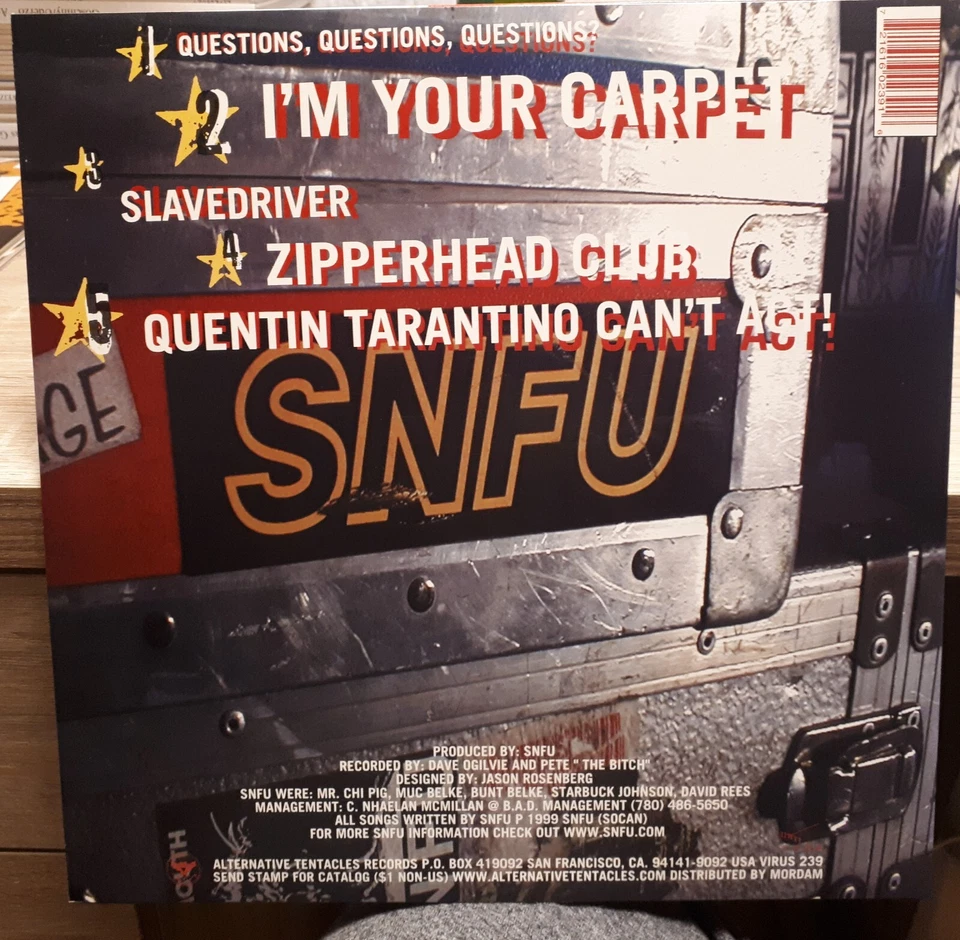 1 QUESTIONS, QUESTIONS, QUESTIONS?
2 I'M YOUR CARPET
3
SLAVEDRIVER
4 ZIPPERHEAD CLUB
5 QUENTIN TARANTINO CAN'T ACT!
GE
SNFU
PRODUCED BY: SNFU
RECORDED BY: DAVE OGILVIE AND PETE " THE BITCH"
DESIGNED BY: JASON ROSENBERG
SNFU WERE: MR. CHI PIG, MUC BELKE, BUNT BELKE, STARBUCK JOHNSON, DAVID REES
MANAGEMENT: C. NHAELAN MCMILLAN @ B.A.D. MANAGEMENT (780) 486-5650
ALL SONGS WRITTEN BY SNFU P 1999 SNFU (SOCAN)
FOR MORE SNFU INFORMATION CHECK OUT WWW.SNFU.COM
ALTERNATIVE TENTACLES RECORDS P.O. BOX 419092 SAN FRANCISCO, CA. 94141-9092 USA VIRUS 239
SEND STAMP FOR CATALOG ($1 NON-US) WWW.ALTERNATIVETENTACLES.COM DISTRIBUTED BY MORDAM